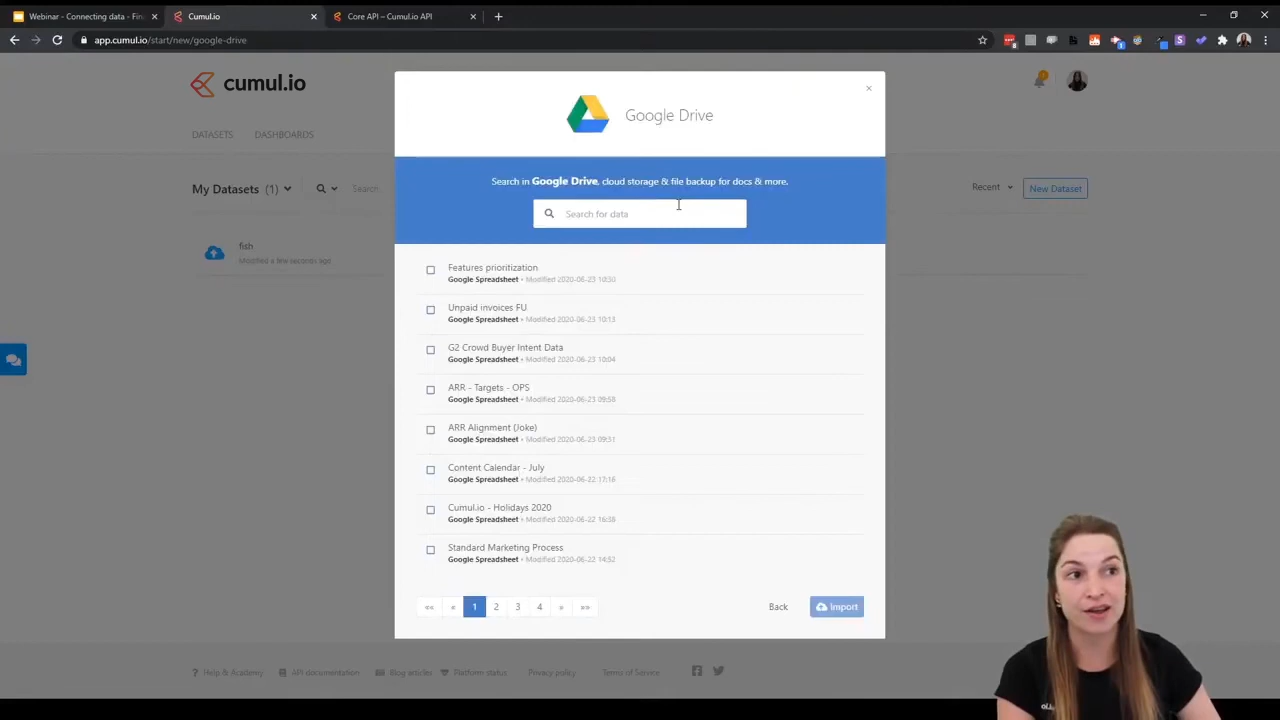 Webinar - Connecting data - Fin
Cumul.io
Core API – Cumul.io API
app.cumul.io/start/new/google-drive
cumul.io
DATASETS
DASHBOARDS
My Datasets (1)
Search
Recent
New Dataset
fish
Modified a few seconds ago
Google Drive
Search in Google Drive, cloud storage & file backup for docs & more.
Search for data
Features prioritization
Google Spreadsheet • Modified 2020-06-23 10:30
Unpaid invoices FU
Google Spreadsheet • Modified 2020-06-23 10:13
G2 Crowd Buyer Intent Data
Google Spreadsheet • Modified 2020-06-23 10:04
ARR - Targets - OPS
Google Spreadsheet • Modified 2020-06-23 09:58
ARR Alignment (Joke)
Google Spreadsheet • Modified 2020-06-23 09:31
Content Calendar - July
Google Spreadsheet • Modified 2020-06-22 17:16
Cumul.io - Holidays 2020
Google Spreadsheet • Modified 2020-06-22 16:38
Standard Marketing Process
Google Spreadsheet • Modified 2020-06-22 14:52
«« « 1 2 3 4 » »»
Back
Import
Help & Academy
API documentation
Blog articles
Platform status
Privacy policy
Terms of Service